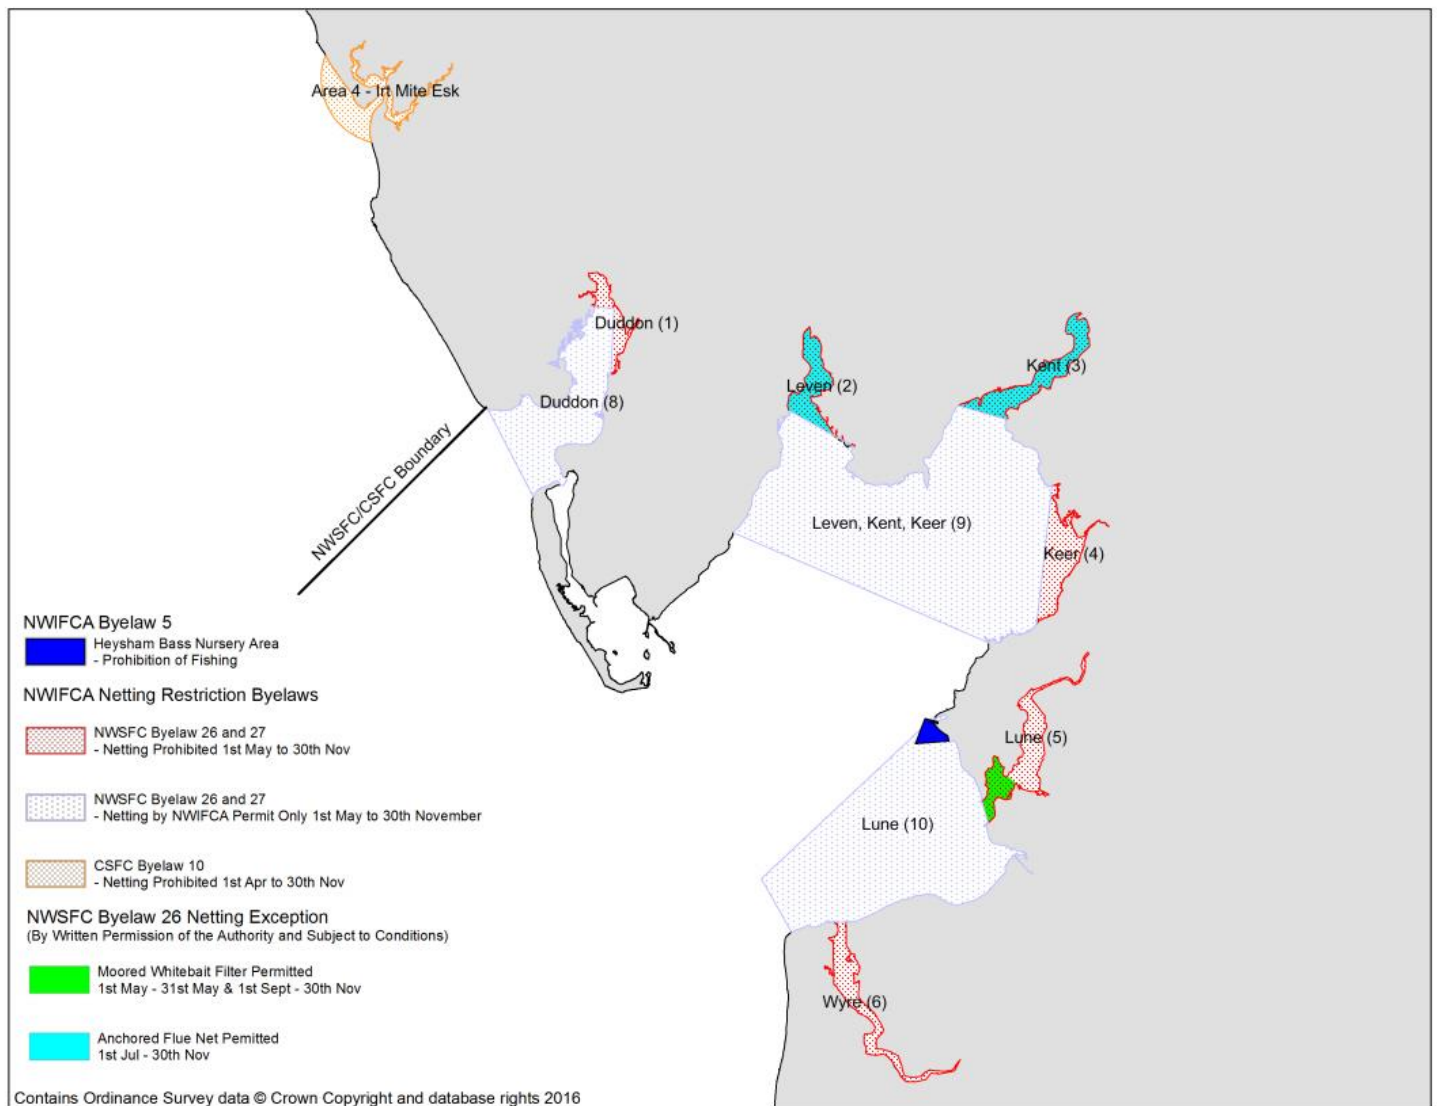 Area 4 - Irt Mite Esk
Duddon (1)
Kent (3)
Leven (2)
Duddon (8)
NWSFC/CSFC Boundary
Leven, Kent, Keer (9)
Keer (4)
Lune (5)
Lune (10)
Wyre (6)
NWIFCA Byelaw 5
Heysham Bass Nursery Area
- Prohibition of Fishing
NWIFCA Netting Restriction Byelaws
NWSFC Byelaw 26 and 27
- Netting Prohibited 1st May to 30th Nov
NWSFC Byelaw 26 and 27
- Netting by NWIFCA Permit Only 1st May to 30th November
CSFC Byelaw 10
- Netting Prohibited 1st Apr to 30th Nov
NWSFC Byelaw 26 Netting Exception
(By Written Permission of the Authority and Subject to Conditions)
Moored Whitebait Filter Permitted
1st May - 31st May & 1st Sept - 30th Nov
Anchored Flue Net Pemitted
1st Jul - 30th Nov
Contains Ordinance Survey data © Crown Copyright and database rights 2016